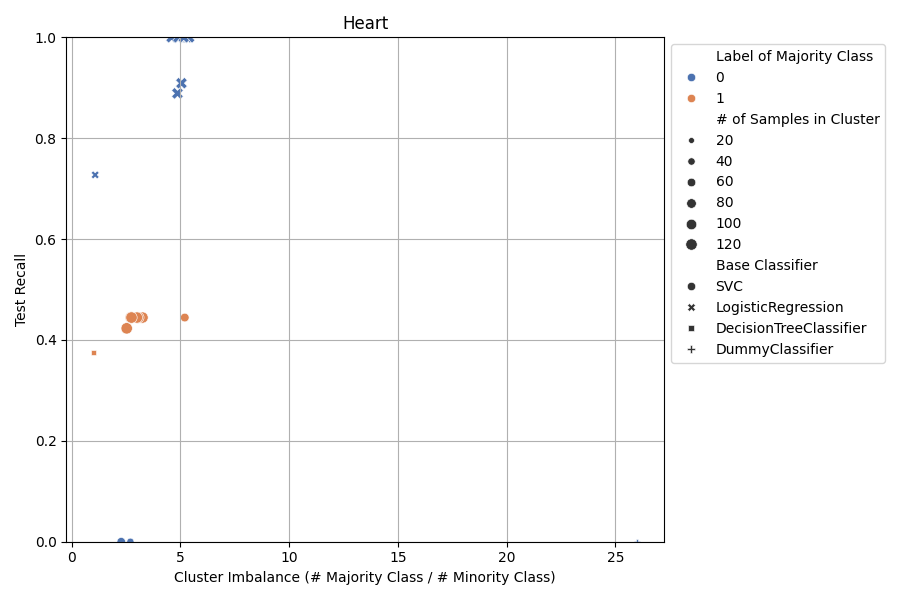 Heart
1.0
0.8
0.6
0.4
0.2
0.0
Test Recall
0
5
10
15
20
25
Cluster Imbalance (# Majority Class / # Minority Class)
Label of Majority Class
0
1
# of Samples in Cluster
20
40
60
80
100
120
Base Classifier
SVC
LogisticRegression
DecisionTreeClassifier
DummyClassifier